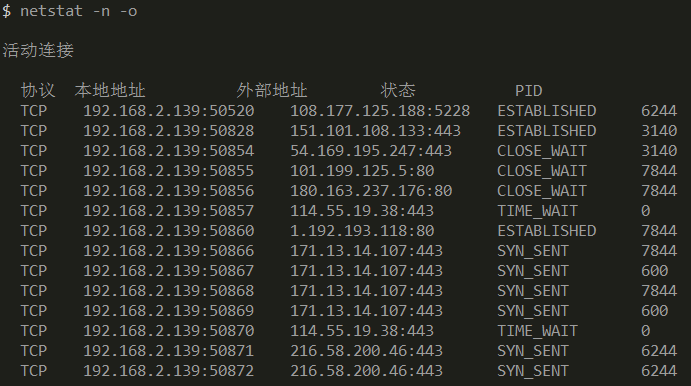 $ netstat -n -o
活动连接
协议 本地地址 外部地址 状态 PID
TCP 192.168.2.139:50520 108.177.125.188:5228 ESTABLISHED 6244
TCP 192.168.2.139:50828 151.101.108.133:443 ESTABLISHED 3140
TCP 192.168.2.139:50854 54.169.195.247:443 CLOSE_WAIT 3140
TCP 192.168.2.139:50855 101.199.125.5:80 CLOSE_WAIT 7844
TCP 192.168.2.139:50856 180.163.237.176:80 CLOSE_WAIT 7844
TCP 192.168.2.139:50857 114.55.19.38:443 TIME_WAIT 0
TCP 192.168.2.139:50860 1.192.193.118:80 ESTABLISHED 7844
TCP 192.168.2.139:50866 171.13.14.107:443 SYN_SENT 7844
TCP 192.168.2.139:50867 171.13.14.107:443 SYN_SENT 600
TCP 192.168.2.139:50868 171.13.14.107:443 SYN_SENT 7844
TCP 192.168.2.139:50869 171.13.14.107:443 SYN_SENT 600
TCP 192.168.2.139:50870 114.55.19.38:443 TIME_WAIT 0
TCP 192.168.2.139:50871 216.58.200.46:443 SYN_SENT 6244
TCP 192.168.2.139:50872 216.58.200.46:443 SYN_SENT 6244